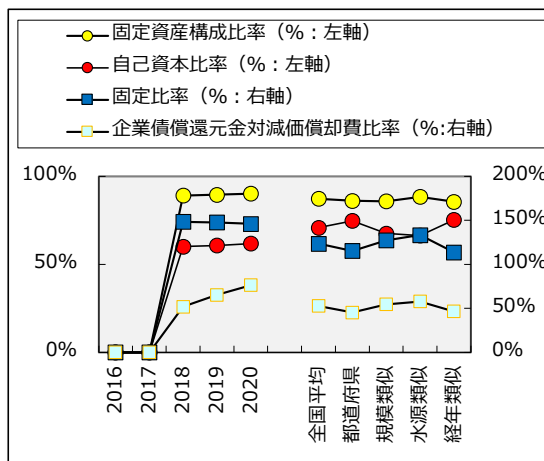 固定資産構成比率（%：左軸）
自己資本比率（%：左軸）
固定比率（%：右軸）
企業債償還元金対減価償却費比率（%:右軸）
100%
50%
0%
200%
150%
100%
50%
0%
2016
2017
2018
2019
2020
全国平均
都道府県
規模類似
水源類似
経年類似